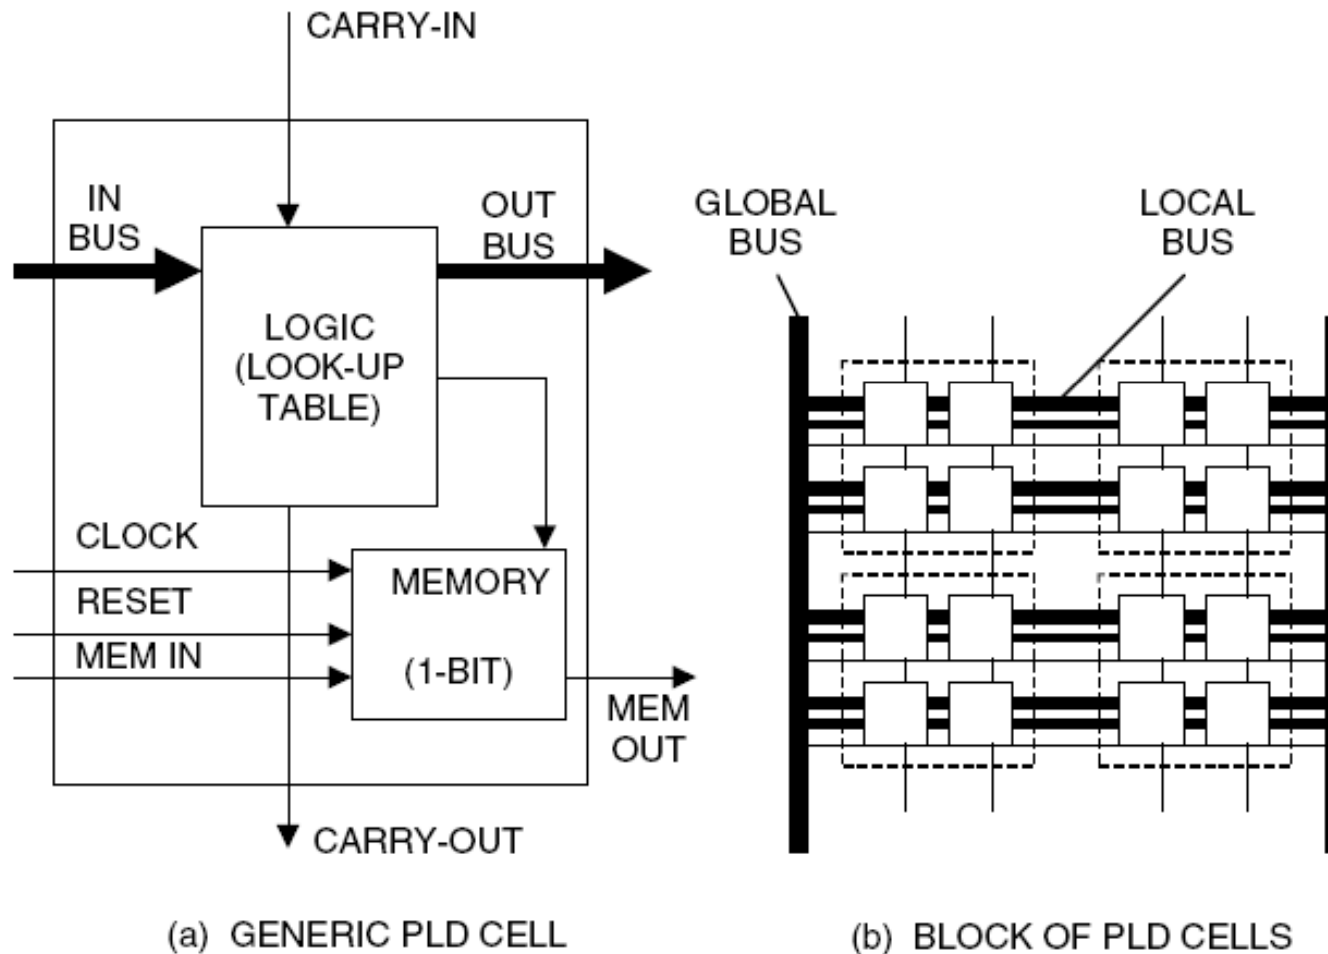 CARRY-IN
IN
BUS
OUT
BUS
LOGIC
(LOOK-UP
TABLE)
CLOCK
RESET
MEM IN
MEMORY
(1-BIT)
MEM
OUT
CARRY-OUT
(a) GENERIC PLD CELL
GLOBAL
BUS
LOCAL
BUS
(b) BLOCK OF PLD CELLS